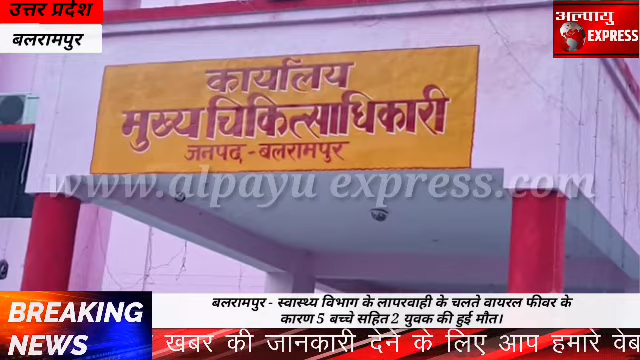 उत्तर प्रदेश
बलरामपुर
अल्पायु
EXPRESS
कार्यालय
मुख्य चिकित्साधिकारी
जनपद - बलरामपुर
www.alpayu express.com
बलरामपुर - स्वास्थ्य विभाग के लापरवाही के चलते वायरल फीवर के
कारण 5 बच्चे सहित 2 युवक की हुई मौत।
BREAKING
NEWS
खबर की जानकारी देने के लिए आप हमारे वेब